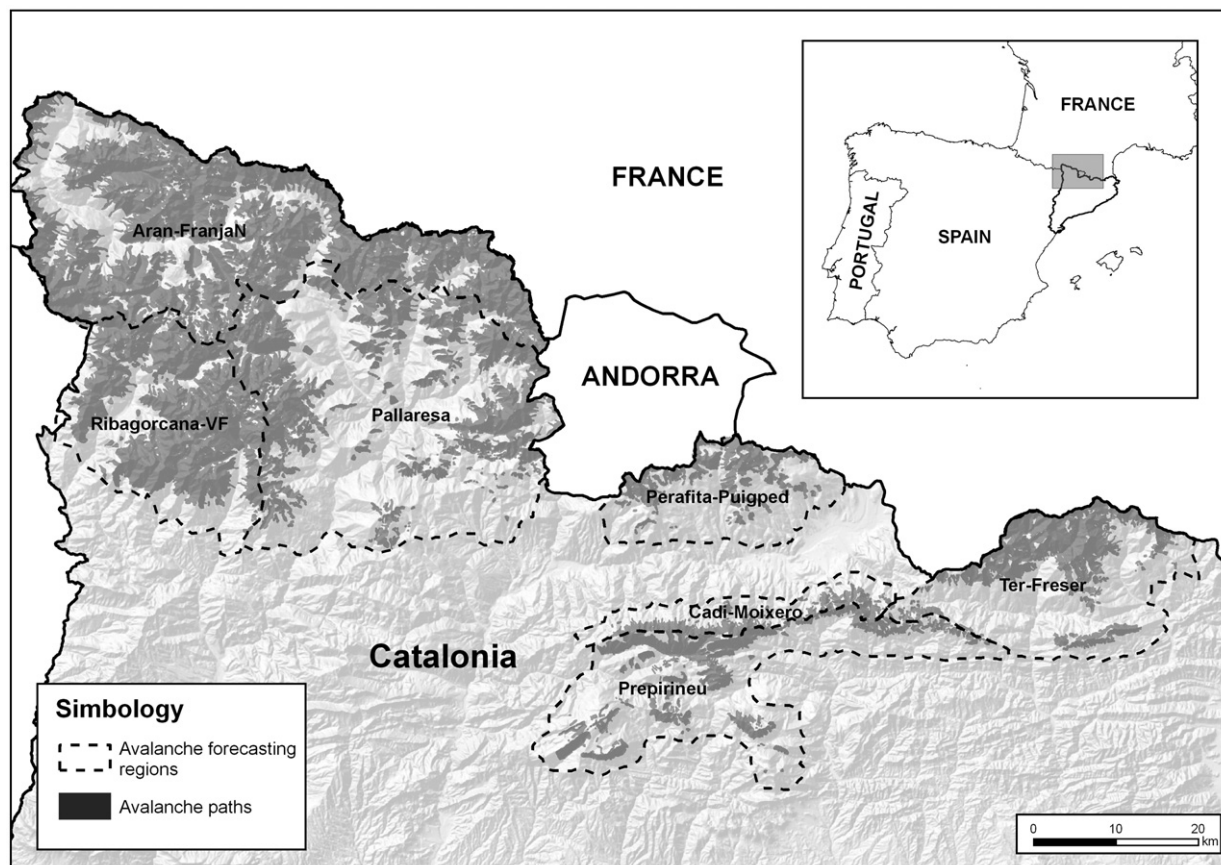 FRANCE
PORTUGAL
SPAIN
FRANCE
Aran-FranjaN
ANDORRA
Ribagorcana-VF
Pallaresa
Perafita-Puigped
Ter-Freser
Cadi-Moixero
Catalonia
Prepirineu
Simbology
Avalanche forecasting
regions
Avalanche paths
0 10 20
km